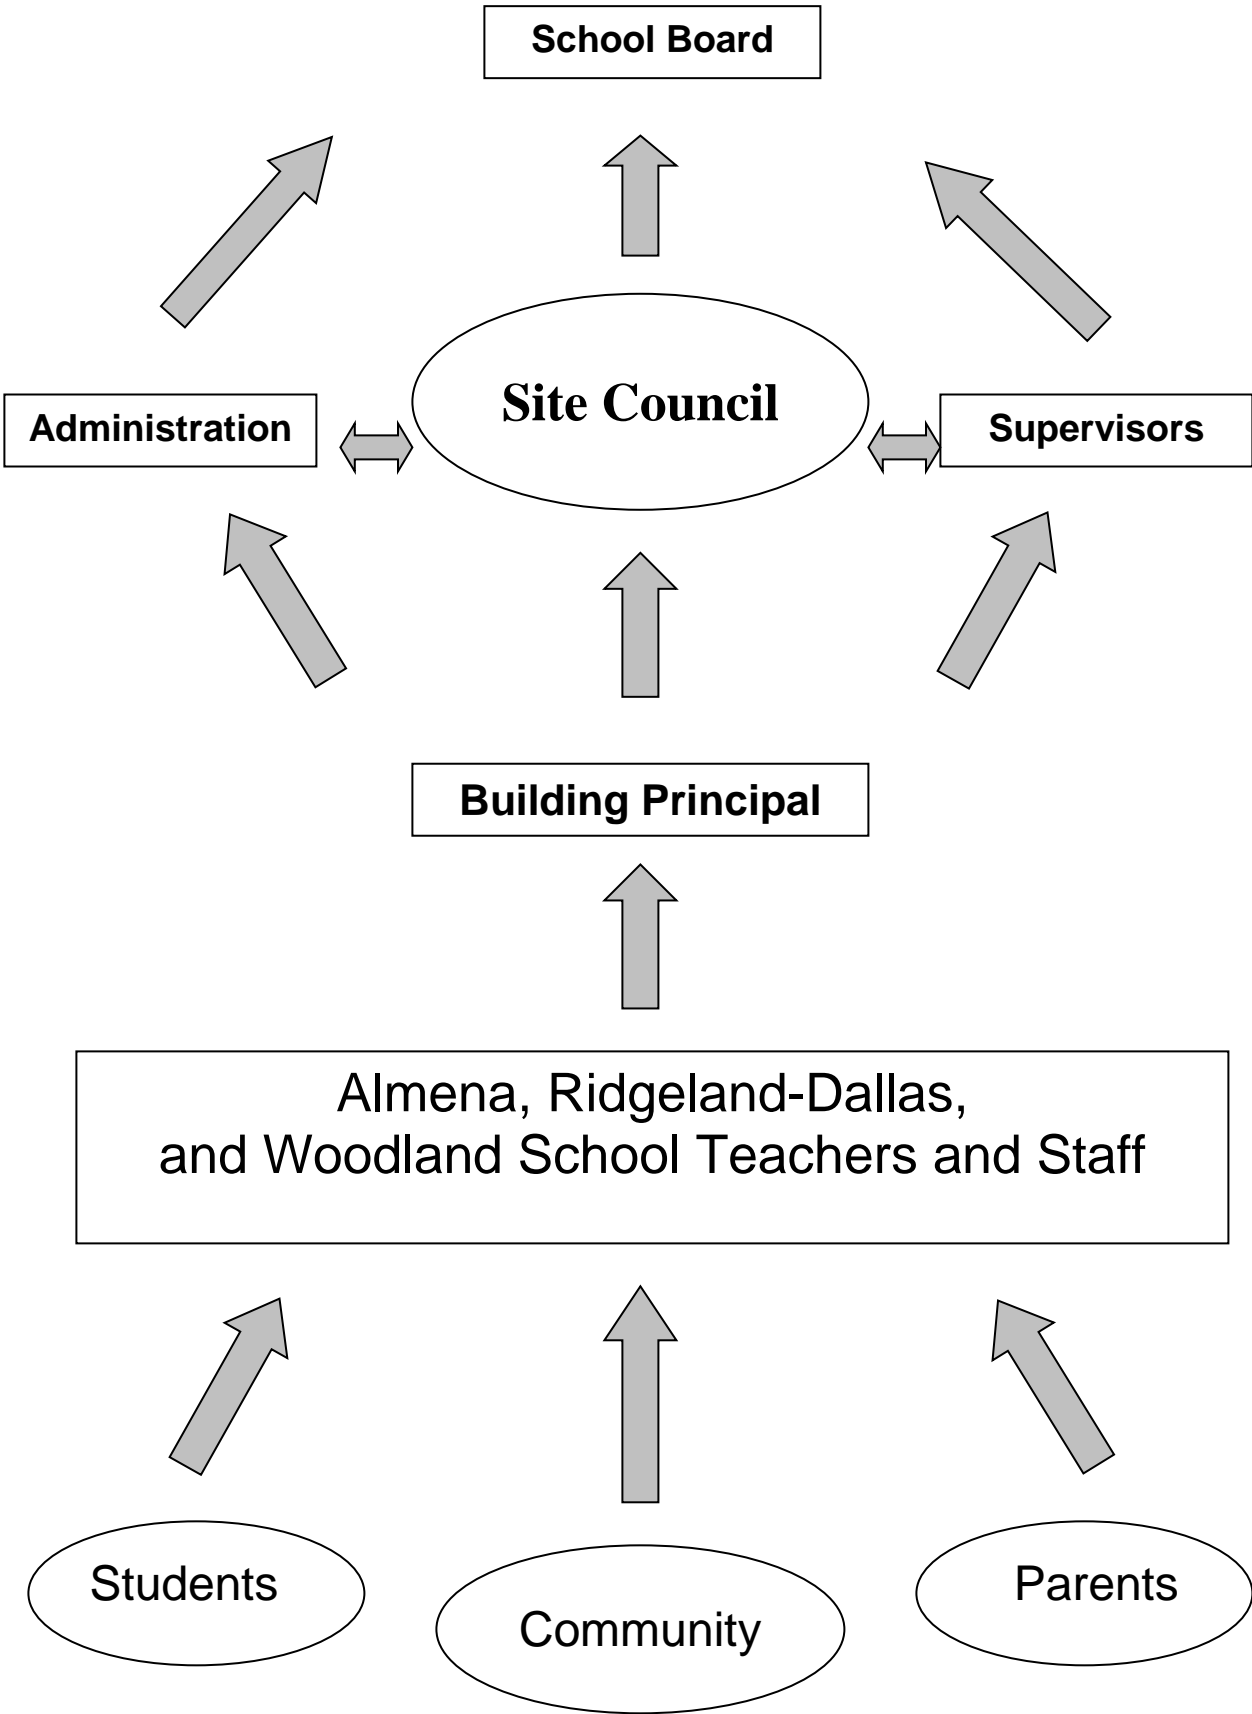 School Board
Site Council
Administration
Supervisors
Building Principal
Almena, Ridgeland-Dallas,
and Woodland School Teachers and Staff
Students
Community
Parents